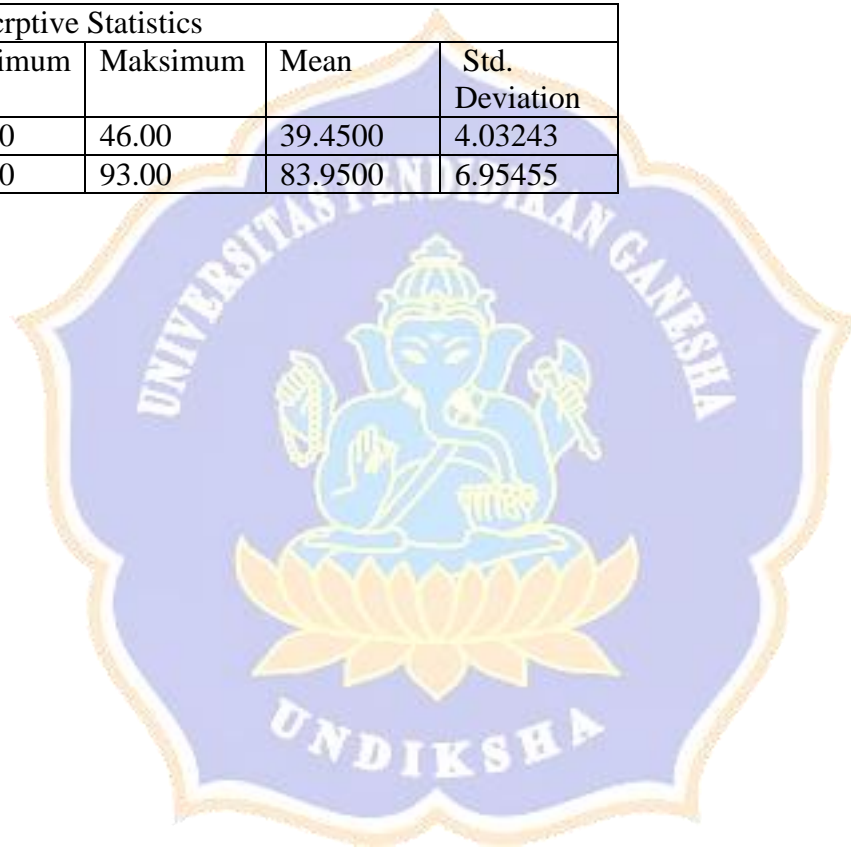 rptive Statistics
imum Maksimum Mean Std.
Deviation
0 46.00 39.4500 4.03243
0 93.00 83.9500 6.95455
UNIVERSITAS PENDIDIKAN GANESHA
UNDIKSHA